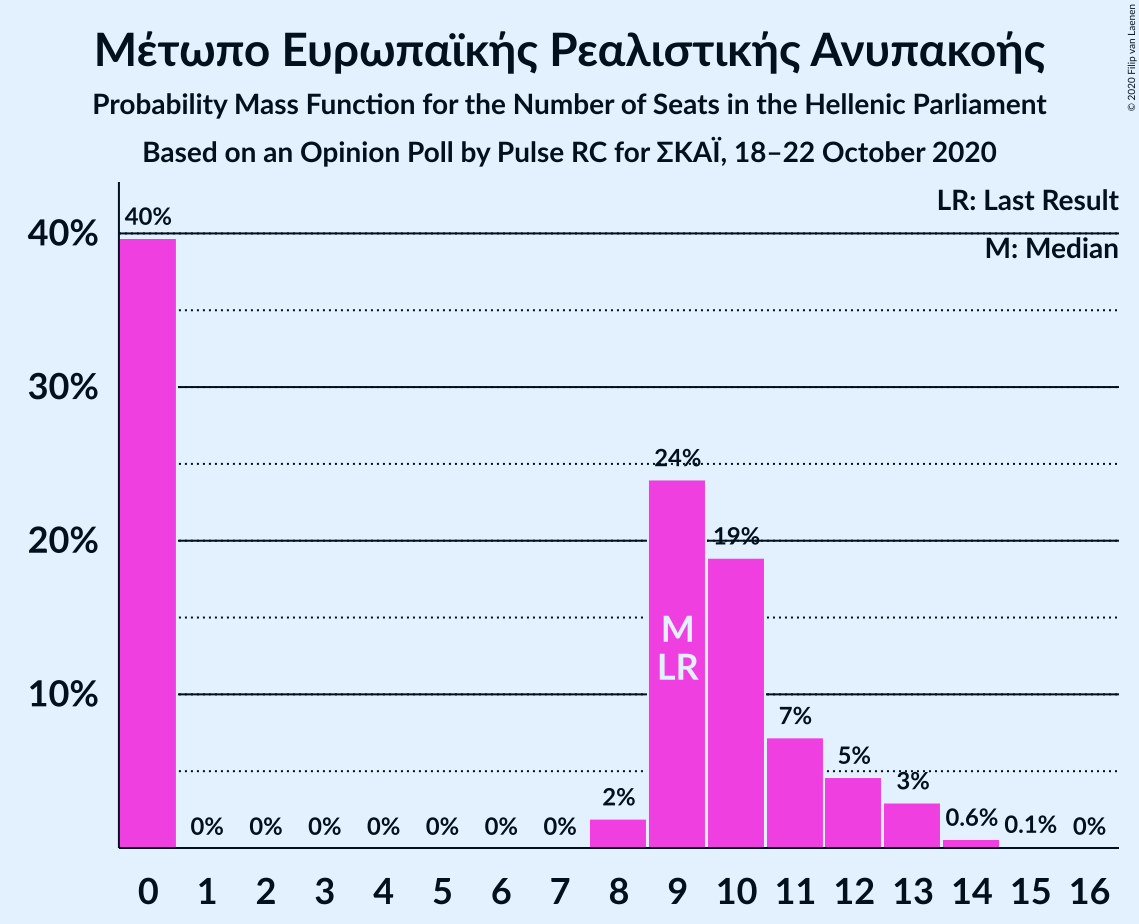 Μέτωπο Ευρωπαϊκής Ρεαλιστικής Ανυπακοής
Probability Mass Function for the Number of Seats in the Hellenic Parliament
Based on an Opinion Poll by Pulse RC for ΣΚΑΪ, 18–22 October 2020
© 2020 Filip van Laenen
LR: Last Result
M: Median
40%
30%
20%
10%
40%
0%
0%
0%
0%
0%
0%
0%
2%
24%
19%
7%
5%
3%
0.6%
0.1%
0%
M
LR
0 1 2 3 4 5 6 7 8 9 10 11 12 13 14 15 16